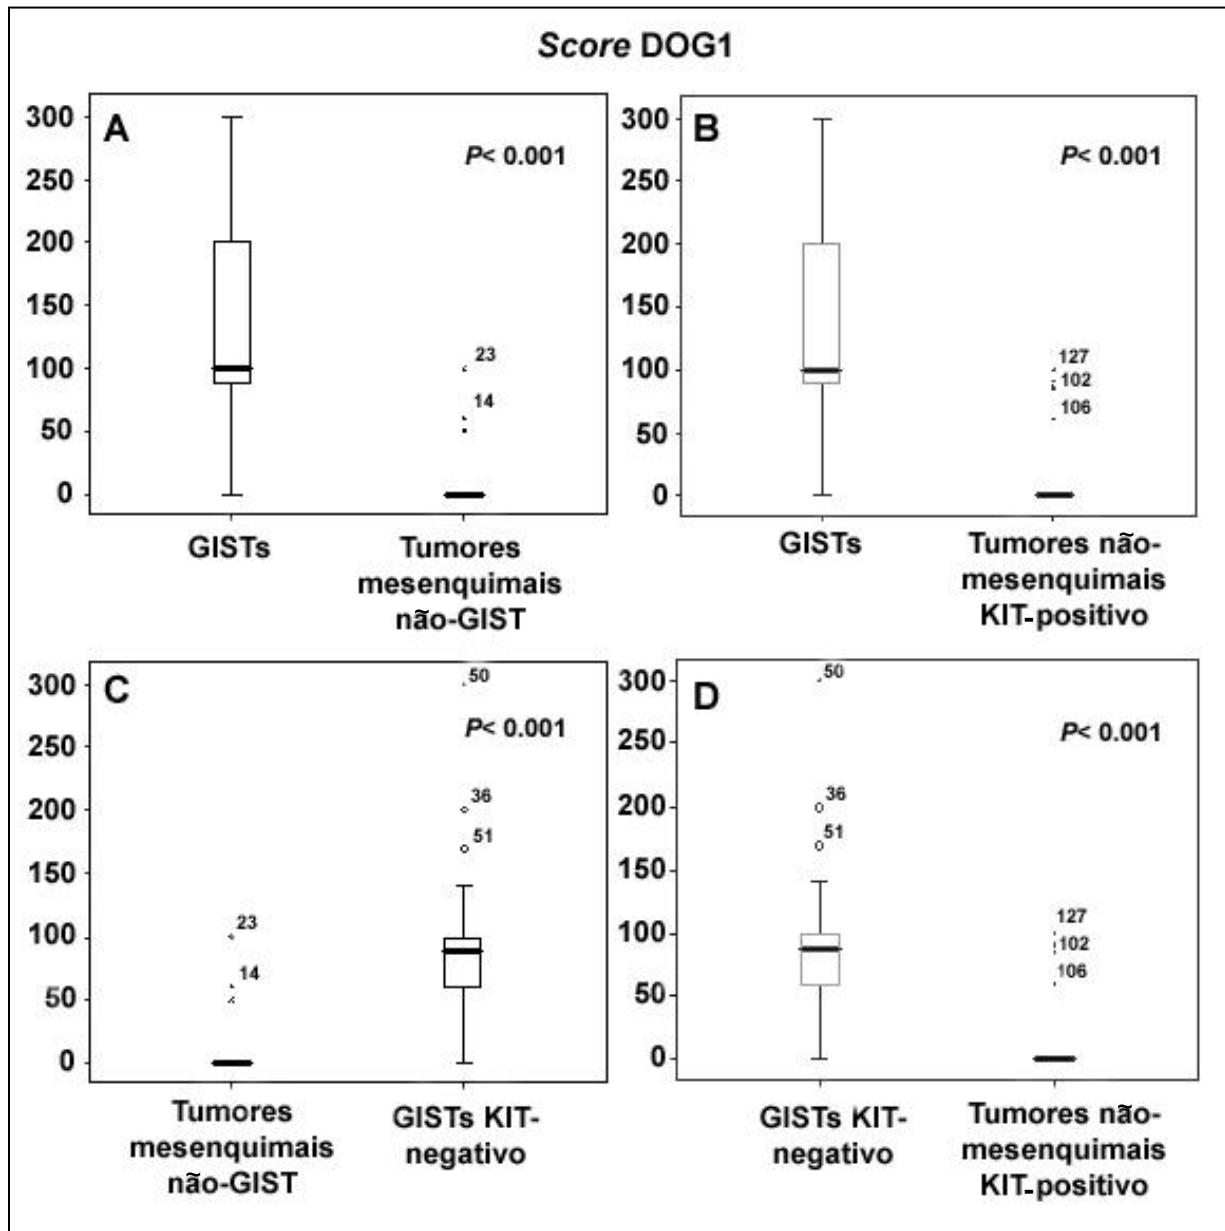 Score DOG1
A
P< 0.001
300
250
200
150
100
50
0
23
14
GISTs
Tumores
mesenquimais
não-GIST
B
P< 0.001
300
250
200
150
100
50
0
127
102
106
GISTs
Tumores não-
mesenquimais
KIT-positivo
C
P< 0.001
300
250
200
150
100
50
0
50
36
51
23
14
Tumores
mesenquimais
não-GIST
GISTs KIT-
negativo
D
P< 0.001
300
250
200
150
100
50
0
50
36
51
127
102
106
GISTs KIT-
negativo
Tumores não-
mesenquimais
KIT-positivo